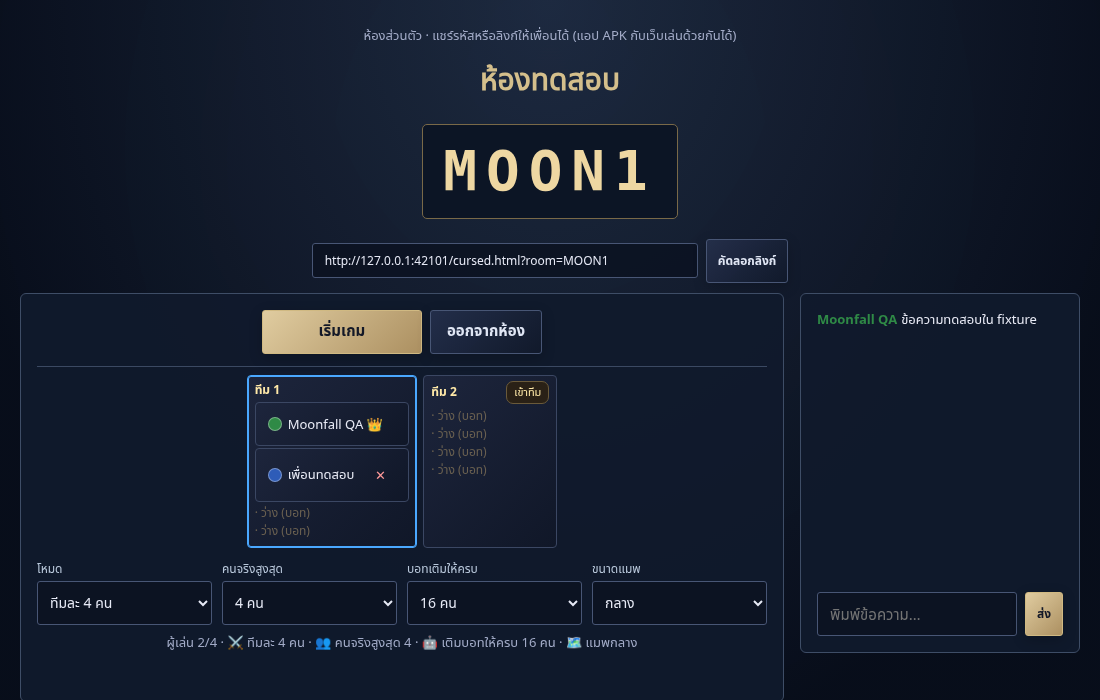 ห้องส่วนตัว · แชร์รหัสหรือลิงก์ให้เพื่อนได้ (แอป APK กับเว็บเล่นด้วยกันได้)
ห้องทดสอบ
MOON1
http://127.0.0.1:42101/cursed.html?room=MOON1
คัดลอกลิงก์
เริ่มเกม
ออกจากห้อง
ทีม 1
Moonfall QA 👑
เพื่อนทดสอบ ✕
· ว่าง (บอท)
· ว่าง (บอท)
ทีม 2
เข้าทีม
· ว่าง (บอท)
· ว่าง (บอท)
· ว่าง (บอท)
· ว่าง (บอท)
โหมด
ทีมละ 4 คน
คนจริงสูงสุด
4 คน
บอทเติมให้ครบ
16 คน
ขนาดแมพ
กลาง
ผู้เล่น 2/4 · ⚔️ ทีมละ 4 คน · 👥 คนจริงสูงสุด 4 · 🤖 เติมบอทให้ครบ 16 คน · 🗺️ แมพกลาง
Moonfall QA ข้อความทดสอบใน fixture
พิมพ์ข้อความ...
ส่ง